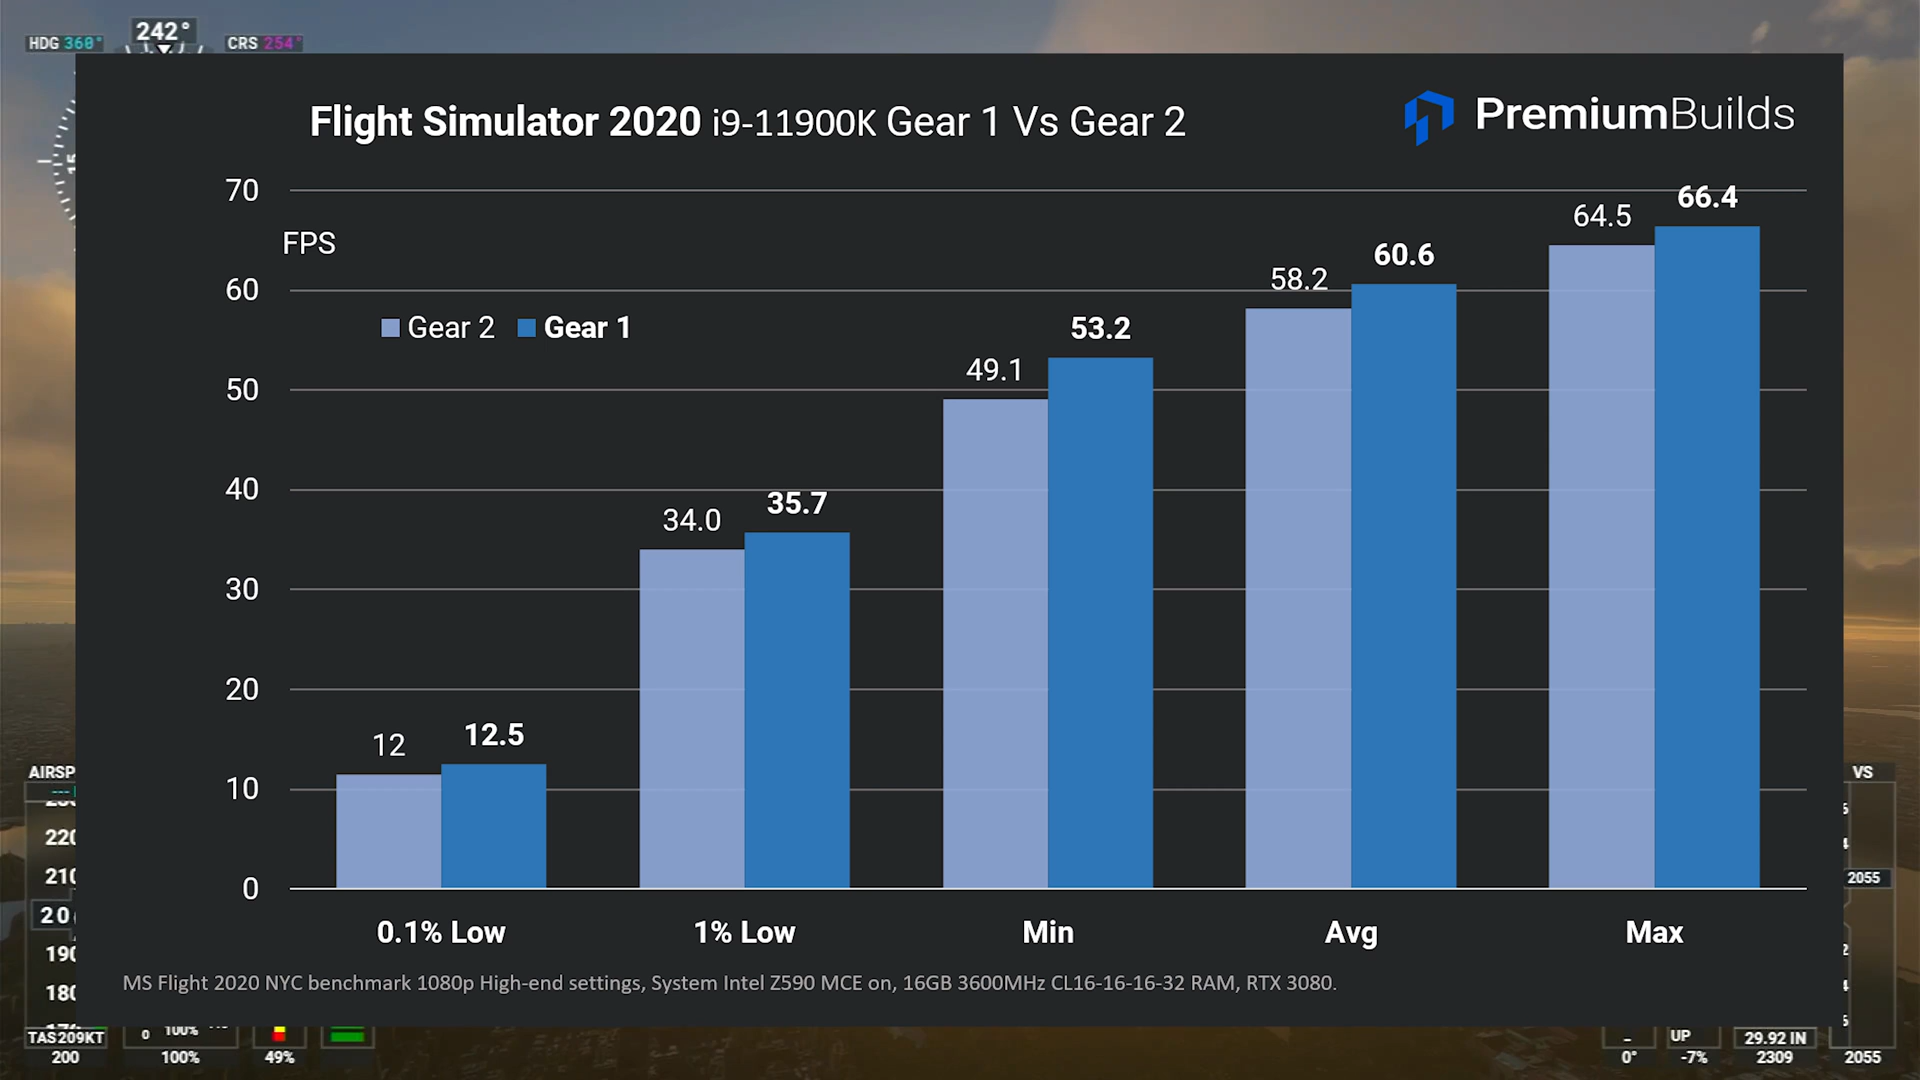 HDG 360°
242°
CRS 254°
15
Flight Simulator 2020 i9-11900K Gear 1 Vs Gear 2
PremiumBuilds
70
FPS
60
50
40
30
20
10
0
Gear 2
Gear 1
12
12.5
34.0
35.7
49.1
53.2
58.2
60.6
64.5
66.4
0.1% Low
1% Low
Min
Avg
Max
MS Flight 2020 NYC benchmark 1080p High-end settings, System Intel Z590 MCE on, 16GB 3600MHz CL16-16-16-32 RAM, RTX 3080.
AIRSP
220
210
20
190
180
TAS209KT
200
0
100%
100%
49%
VS
2055
UP
0°
-7%
29.92 IN
2309
2055